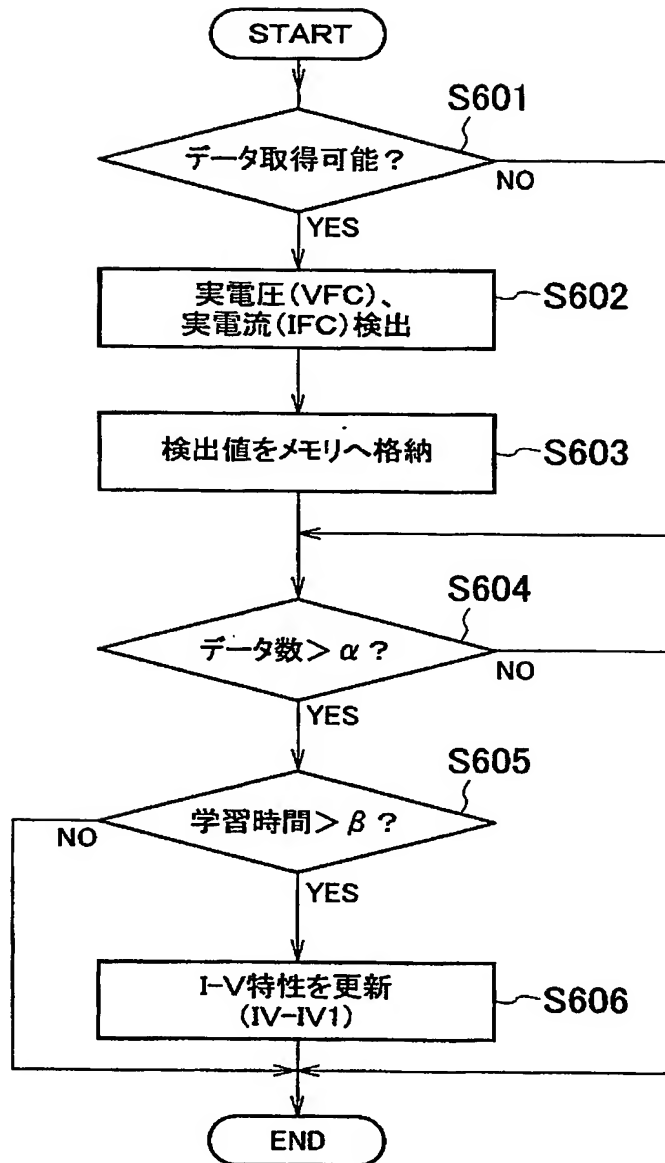 START
S601
データ取得可能？
NO
YES
実電圧(VFC)、
実電流(IFC)検出
S602
検出値をメモリへ格納
S603
S604
データ数＞α？
NO
YES
S605
学習時間＞β？
NO
YES
I-V特性を更新
(IV-IV1)
S606
END